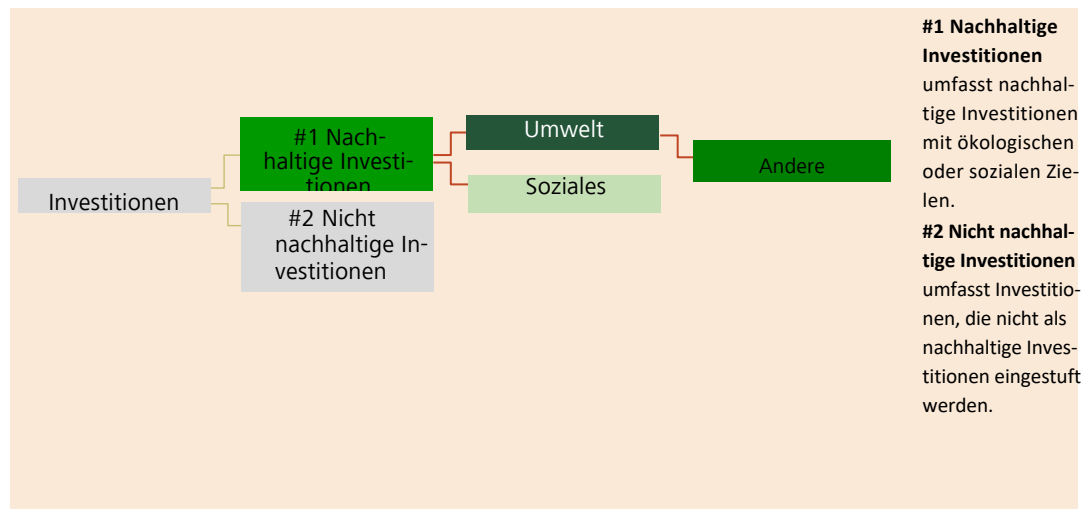 Investitionen
#1 Nach-
haltige Investi-
tionen
#2 Nicht
nachhaltige In-
vestitionen
Umwelt
Soziales
Andere
#1 Nachhaltige
Investitionen
umfasst nachhal-
tige Investitionen
mit ökologischen
oder sozialen Zie-
len.
#2 Nicht nachhal-
tige Investitionen
umfasst Investitio-
nen, die nicht als
nachhaltige Inves-
titionen eingestuft
werden.